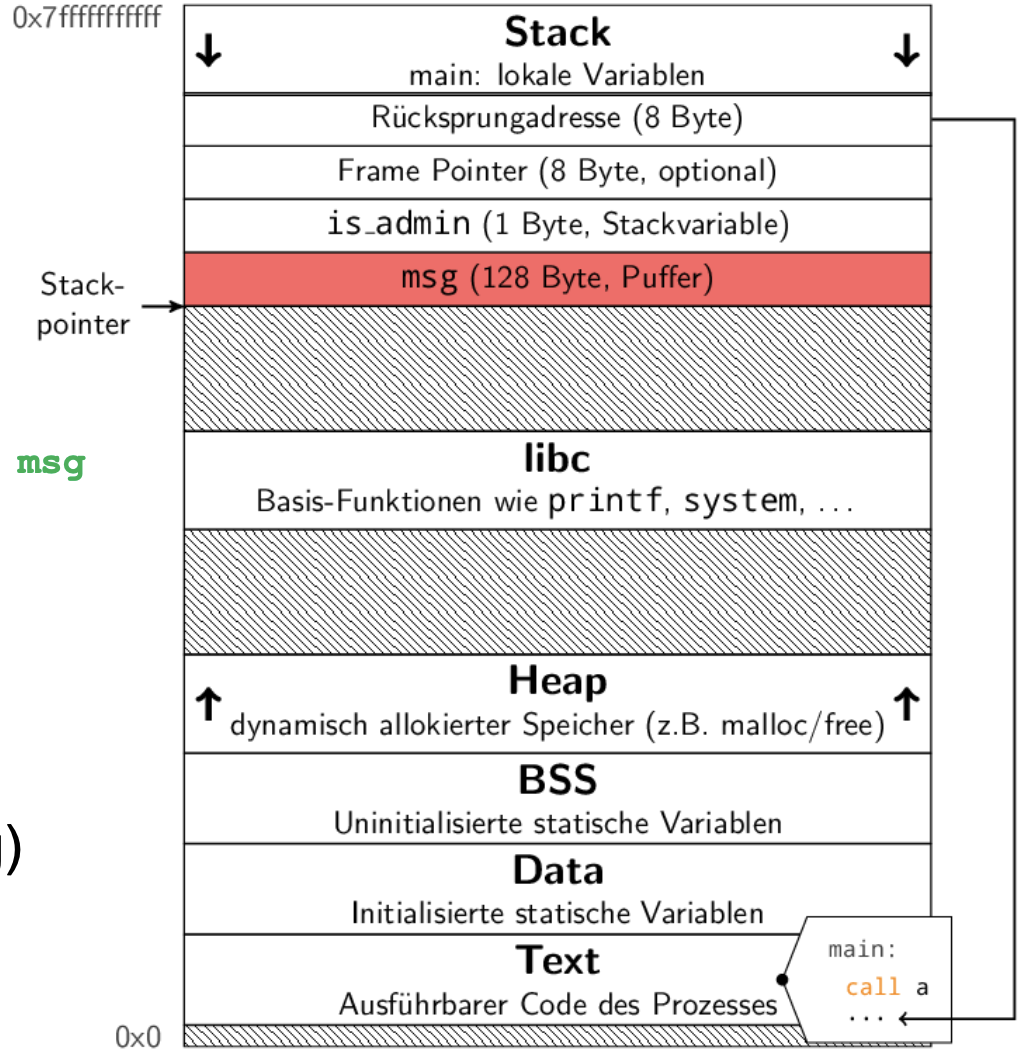 0x7fffffffffff
Stack
main: lokale Variablen
Rücksprungadresse (8 Byte)
Frame Pointer (8 Byte, optional)
is_admin (1 Byte, Stackvariable)
msg (128 Byte, Puffer)
Stack-
pointer
msg
libc
Basis-Funktionen wie printf, system, ...
Heap
dynamisch allokierter Speicher (z.B. malloc/free)
BSS
Uninitialisierte statische Variablen
)
Data
Initialisierte statische Variablen
Text
Ausführbarer Code des Prozesses
main:
call a
...
0x0